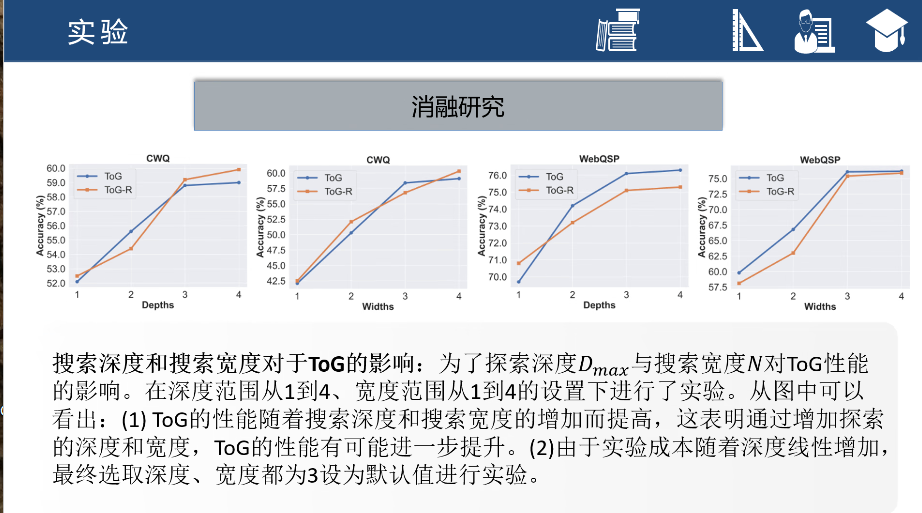 实验
消融研究
CWQ
60.0
59.0
58.0
57.0
56.0
55.0
54.0
53.0
52.0
Accuracy (%)
ToG
ToG-R
1 2 3 4
Depths
CWQ
60.0
57.5
55.0
52.5
50.0
47.5
45.0
42.5
Accuracy (%)
ToG
ToG-R
1 2 3 4
Widths
WebQSP
76.0
75.0
74.0
73.0
72.0
71.0
70.0
Accuracy (%)
ToG
ToG-R
1 2 3 4
Depths
WebQSP
75.0
72.5
70.0
67.5
65.0
62.5
60.0
57.5
Accuracy (%)
ToG
ToG-R
1 2 3 4
Widths
搜索深度和搜索宽度对于ToG的影响：为了探索深度D_max与搜索宽度N对ToG性能
的影响。在深度范围从1到4、宽度范围从1到4的设置下进行了实验。从图中可以
看出：(1) ToG的性能随着搜索深度和搜索宽度的增加而提高，这表明通过增加探索
的深度和宽度，ToG的性能有可能进一步提升。(2)由于实验成本随着深度线性增加，
最终选取深度、宽度都为3设为默认值进行实验。